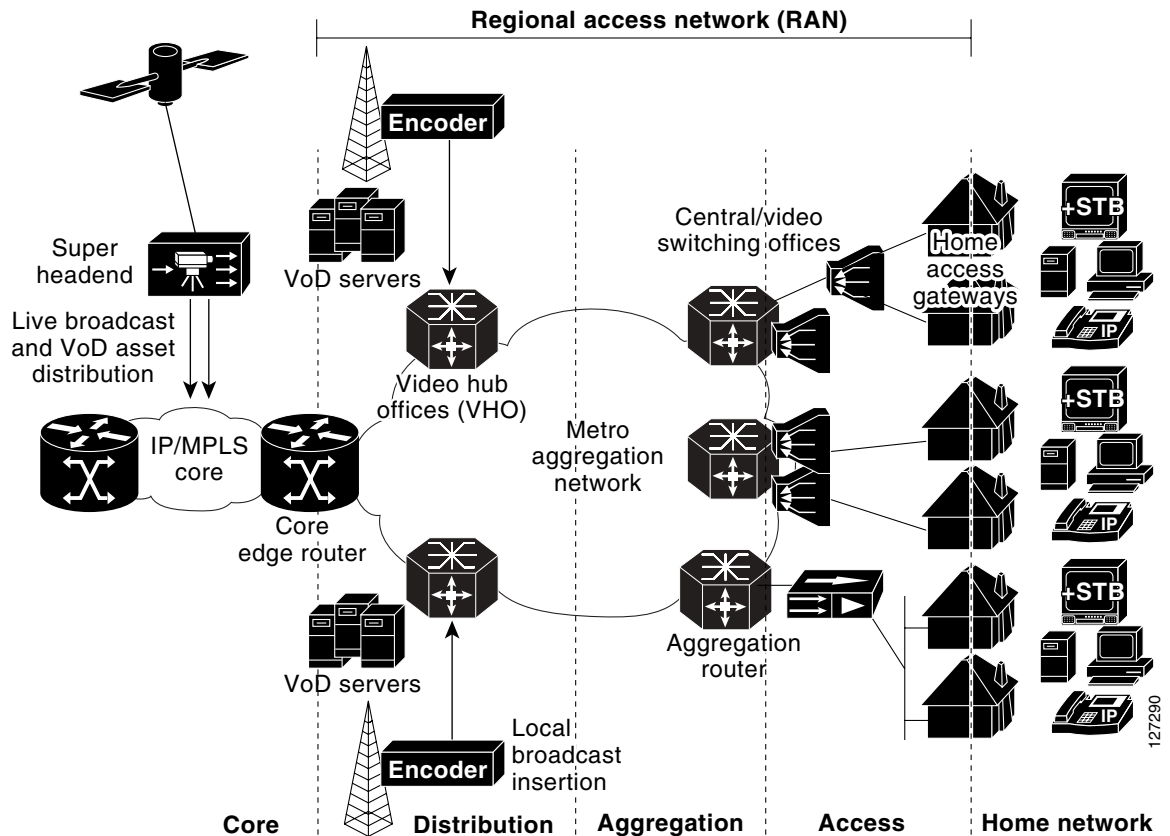 Regional access network (RAN)
Encoder
VoD servers
Super
headend
Live broadcast
and VoD asset
distribution
Video hub
offices (VHO)
IP/MPLS
core
Core
edge router
Central/video
switching offices
Home
access
gateways
+STB
IP
Metro
aggregation
network
+STB
IP
Aggregation
router
+STB
IP
VoD servers
Encoder
Local
broadcast
insertion
127290
Core
Distribution
Aggregation
Access
Home network